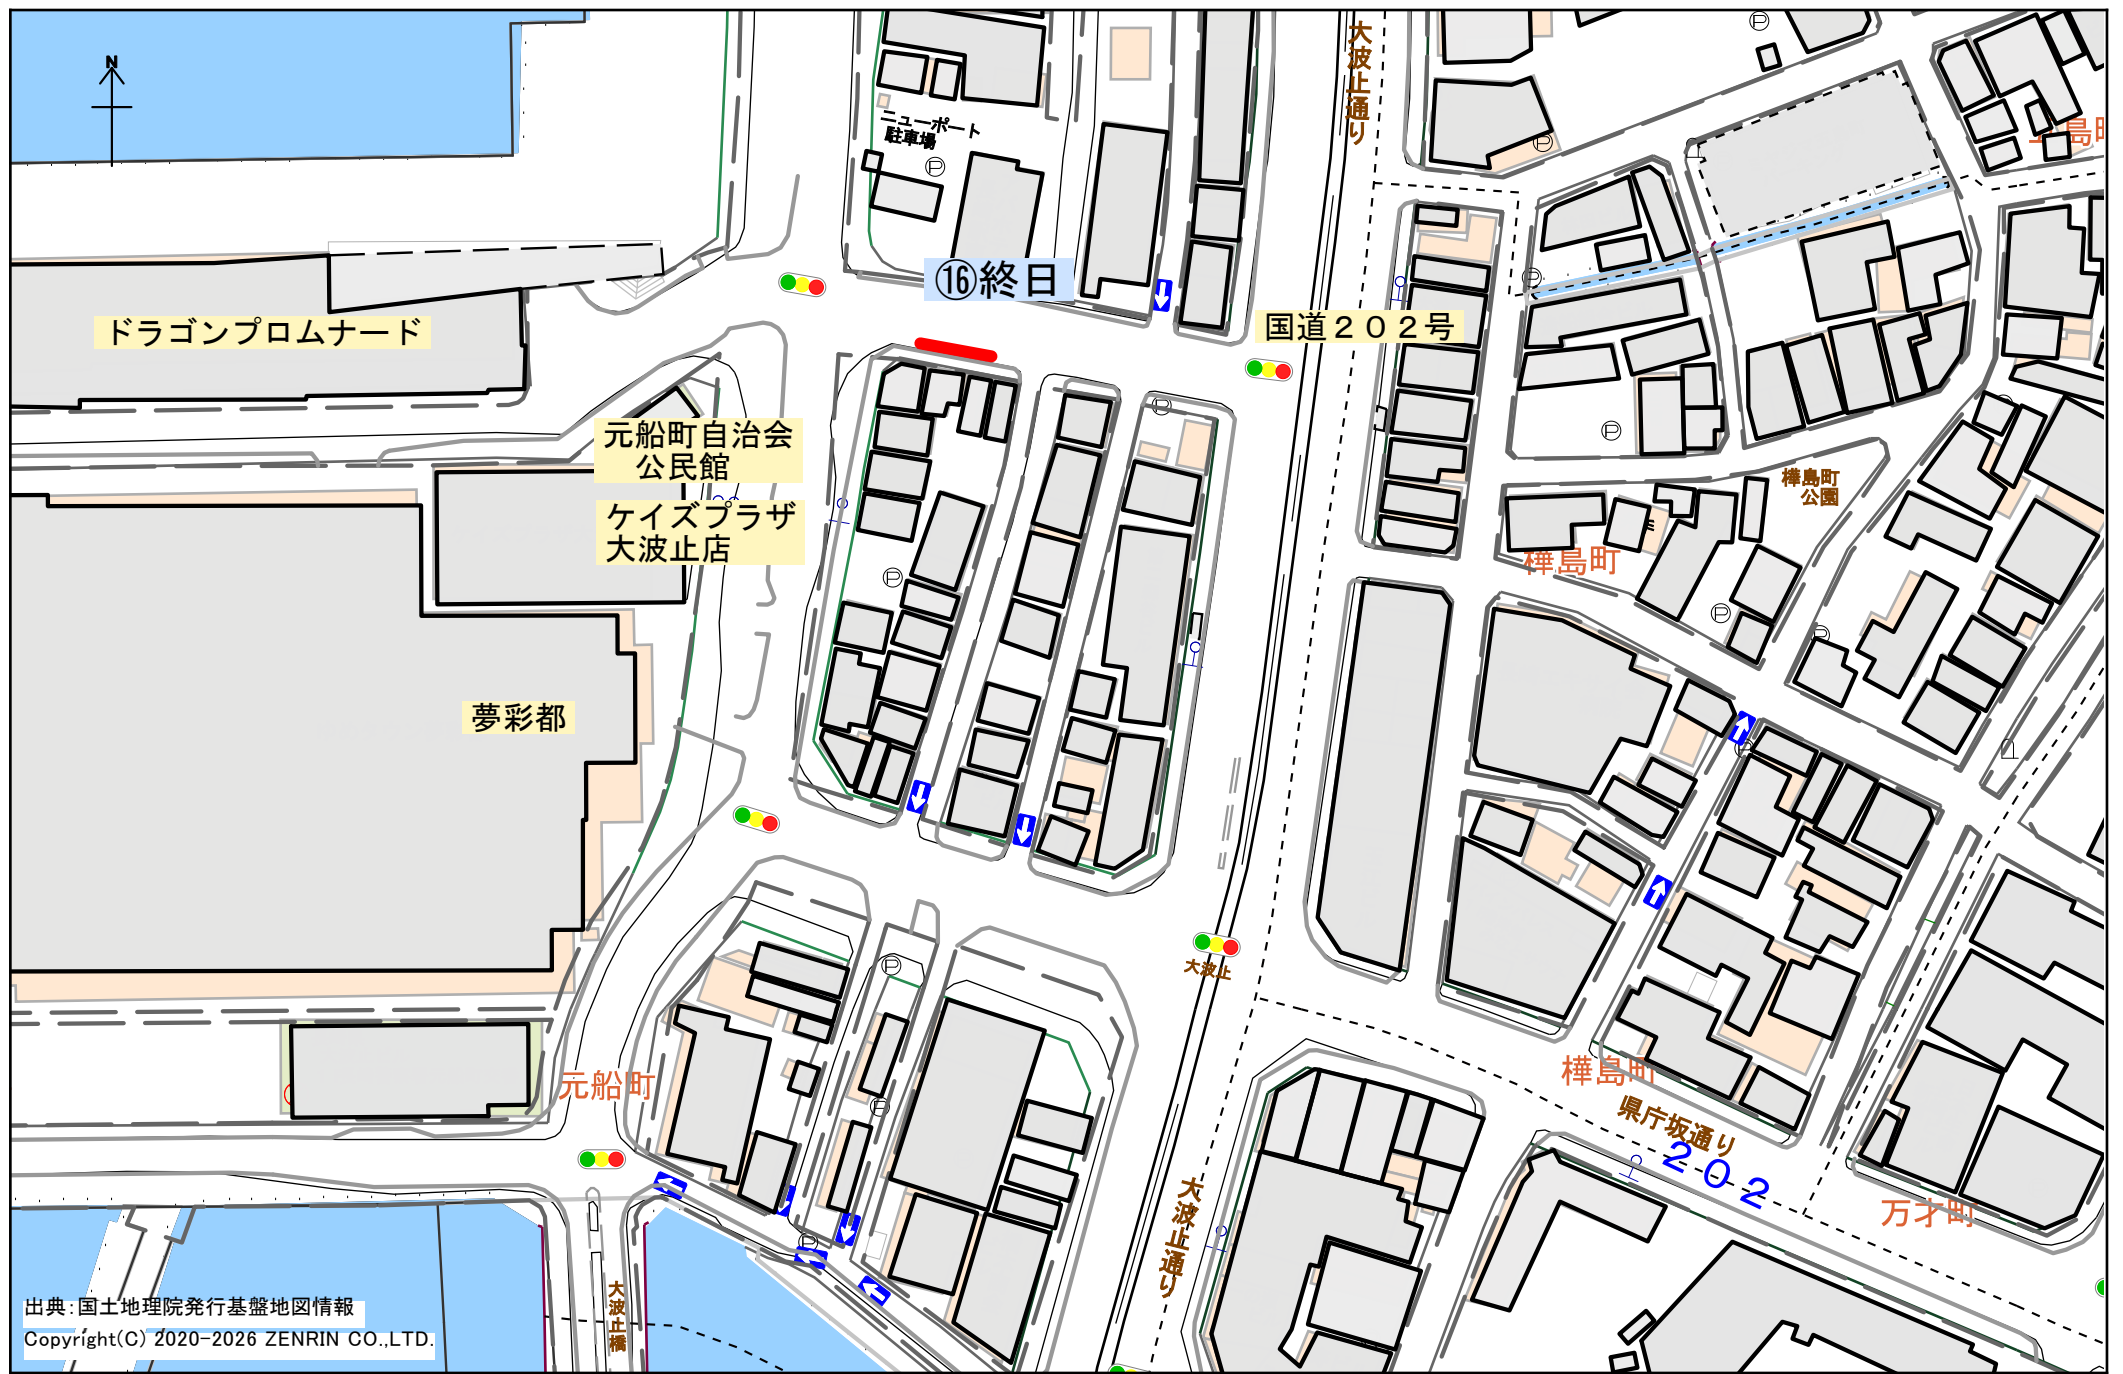 N
大波止通り
ニューポート
駐車場
⑯終日
国道202号
ドラゴンプロムナード
元船町自治会
公民館
ケイズプラザ
大波止店
樺島町
公園
樺島町
夢彩都
大波止
元船町
樺島町
県庁坂通り
202
万才町
大波止通り
大波止橋
出典:国土地理院発行基盤地図情報
Copyright(C) 2020-2026 ZENRIN CO.,LTD.